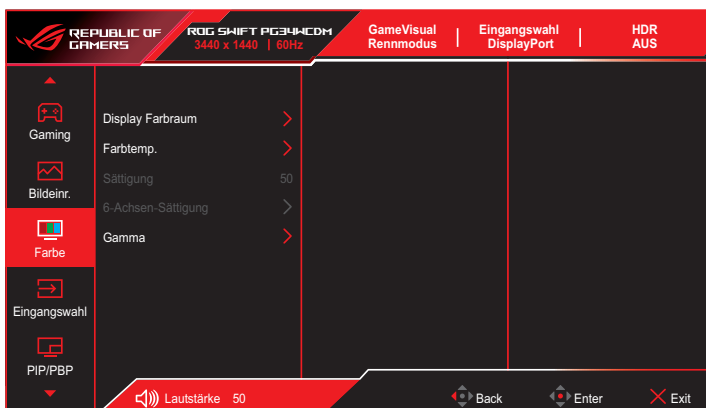 REPUBLIC OF
GAMERS
ROG SWIFT PG34WCDM
3440 x 1440 | 60Hz
GameVisual
Rennmodus
Eingangswahl
DisplayPort
HDR
AUS
Gaming
Bildeinr.
Farbe
Eingangswahl
PIP/PBP
Display Farbraum
Farbtemp.
Sättigung 50
6-Achsen-Sättigung
Gamma
Lautstärke 50
Back
Enter
Exit